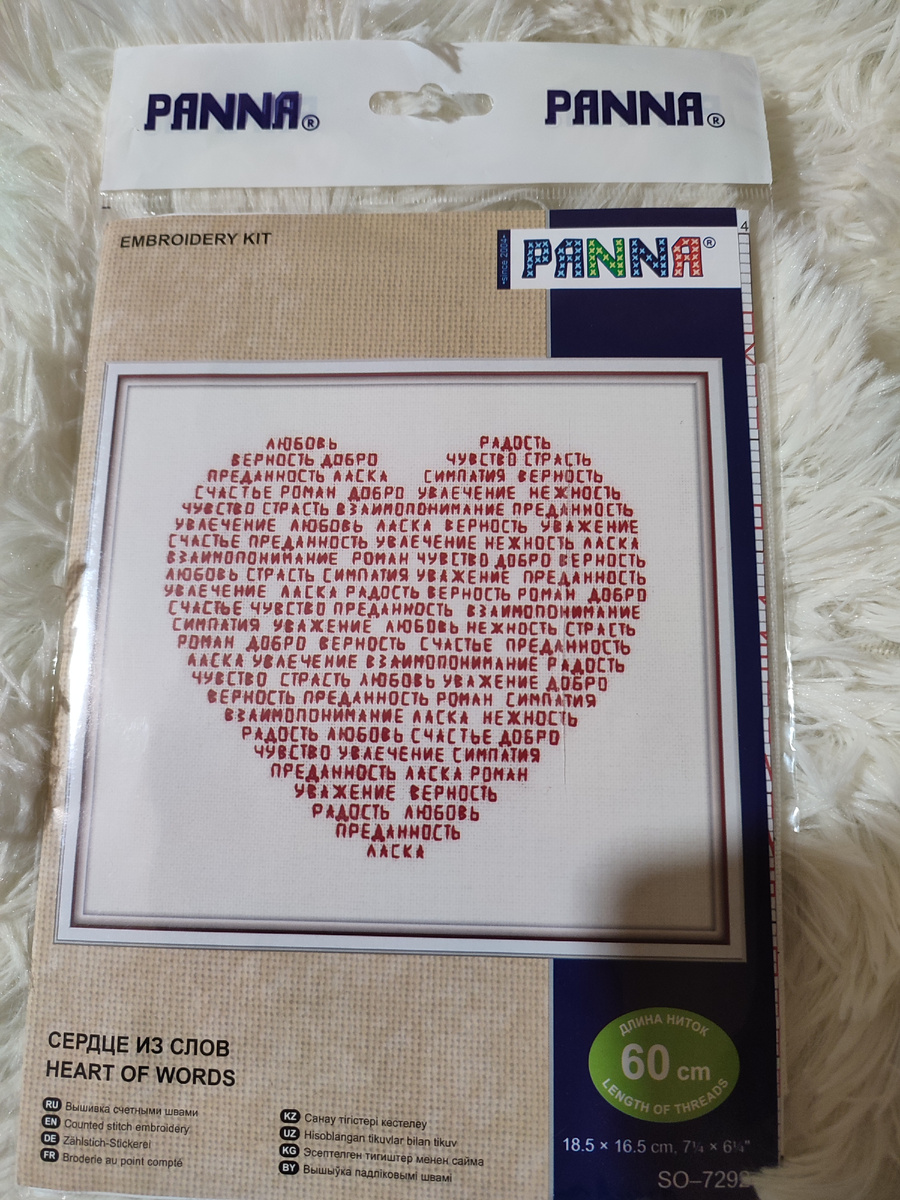 PANNA® PANNA®
EMBROIDERY KIT
since 2004
PANNA®
4
ЛЮБОВЬ РАДОСТЬ
ВЕРНОСТЬ ДОБРО ЧУВСТВО СТРАСТЬ
ПРЕДАННОСТЬ ЛАСКА СИМПАТИЯ ВЕРНОСТЬ
СЧАСТЬЕ РОМАН ДОБРО УВЛЕЧЕНИЕ НЕЖНОСТЬ
ЧУВСТВО СТРАСТЬ ВЗАИМОПОНИМАНИЕ ПРЕДАННОСТЬ
УВЛЕЧЕНИЕ ЛЮБОВЬ ЛАСКА ВЕРНОСТЬ УВАЖЕНИЕ
СЧАСТЬЕ ПРЕДАННОСТЬ УВЛЕЧЕНИЕ НЕЖНОСТЬ ЛАСКА
ВЗАИМОПОНИМАНИЕ РОМАН ЧУВСТВО ДОБРО ВЕРНОСТЬ
ЛЮБОВЬ СТРАСТЬ СИМПАТИЯ УВАЖЕНИЕ ПРЕДАННОСТЬ
УВЛЕЧЕНИЕ ЛАСКА РАДОСТЬ ВЕРНОСТЬ РОМАН ДОБРО
СЧАСТЬЕ ЧУВСТВО ПРЕДАННОСТЬ ВЗАИМОПОНИМАНИЕ
СИМПАТИЯ УВАЖЕНИЕ ЛЮБОВЬ НЕЖНОСТЬ СТРАСТЬ
РОМАН ДОБРО ВЕРНОСТЬ СЧАСТЬЕ ПРЕДАННОСТЬ
ЛАСКА УВЛЕЧЕНИЕ ВЗАИМОПОНИМАНИЕ РАДОСТЬ
ЧУВСТВО СТРАСТЬ ЛЮБОВЬ УВАЖЕНИЕ ДОБРО
ВЕРНОСТЬ ПРЕДАННОСТЬ РОМАН СИМПАТИЯ
ВЗАИМОПОНИМАНИЕ ЛАСКА НЕЖНОСТЬ
РАДОСТЬ ЛЮБОВЬ СЧАСТЬЕ ДОБРО
ЧУВСТВО УВЛЕЧЕНИЕ СИМПАТИЯ
ПРЕДАННОСТЬ ЛАСКА РОМАН
УВАЖЕНИЕ ВЕРНОСТЬ
РАДОСТЬ ЛЮБОВЬ
ПРЕДАННОСТЬ
ЛАСКА
СЕРДЦЕ ИЗ СЛОВ
HEART OF WORDS
RU Вышивка счетными швами
EN Counted stitch embroidery
DE Zählstich-Stickerei
FR Broderie au point compté
KZ Санау тігістері кестелеу
UZ Hisoblangan tikuvlar bilan tikuv
KG Эсептелген тигиштер менен сайма
BY Вышыўка падліковымі швамі
ДЛИНА НИТОК
60 cm
LENGTH OF THREADS
18.5 × 16.5 cm, 7¼ × 6¼"